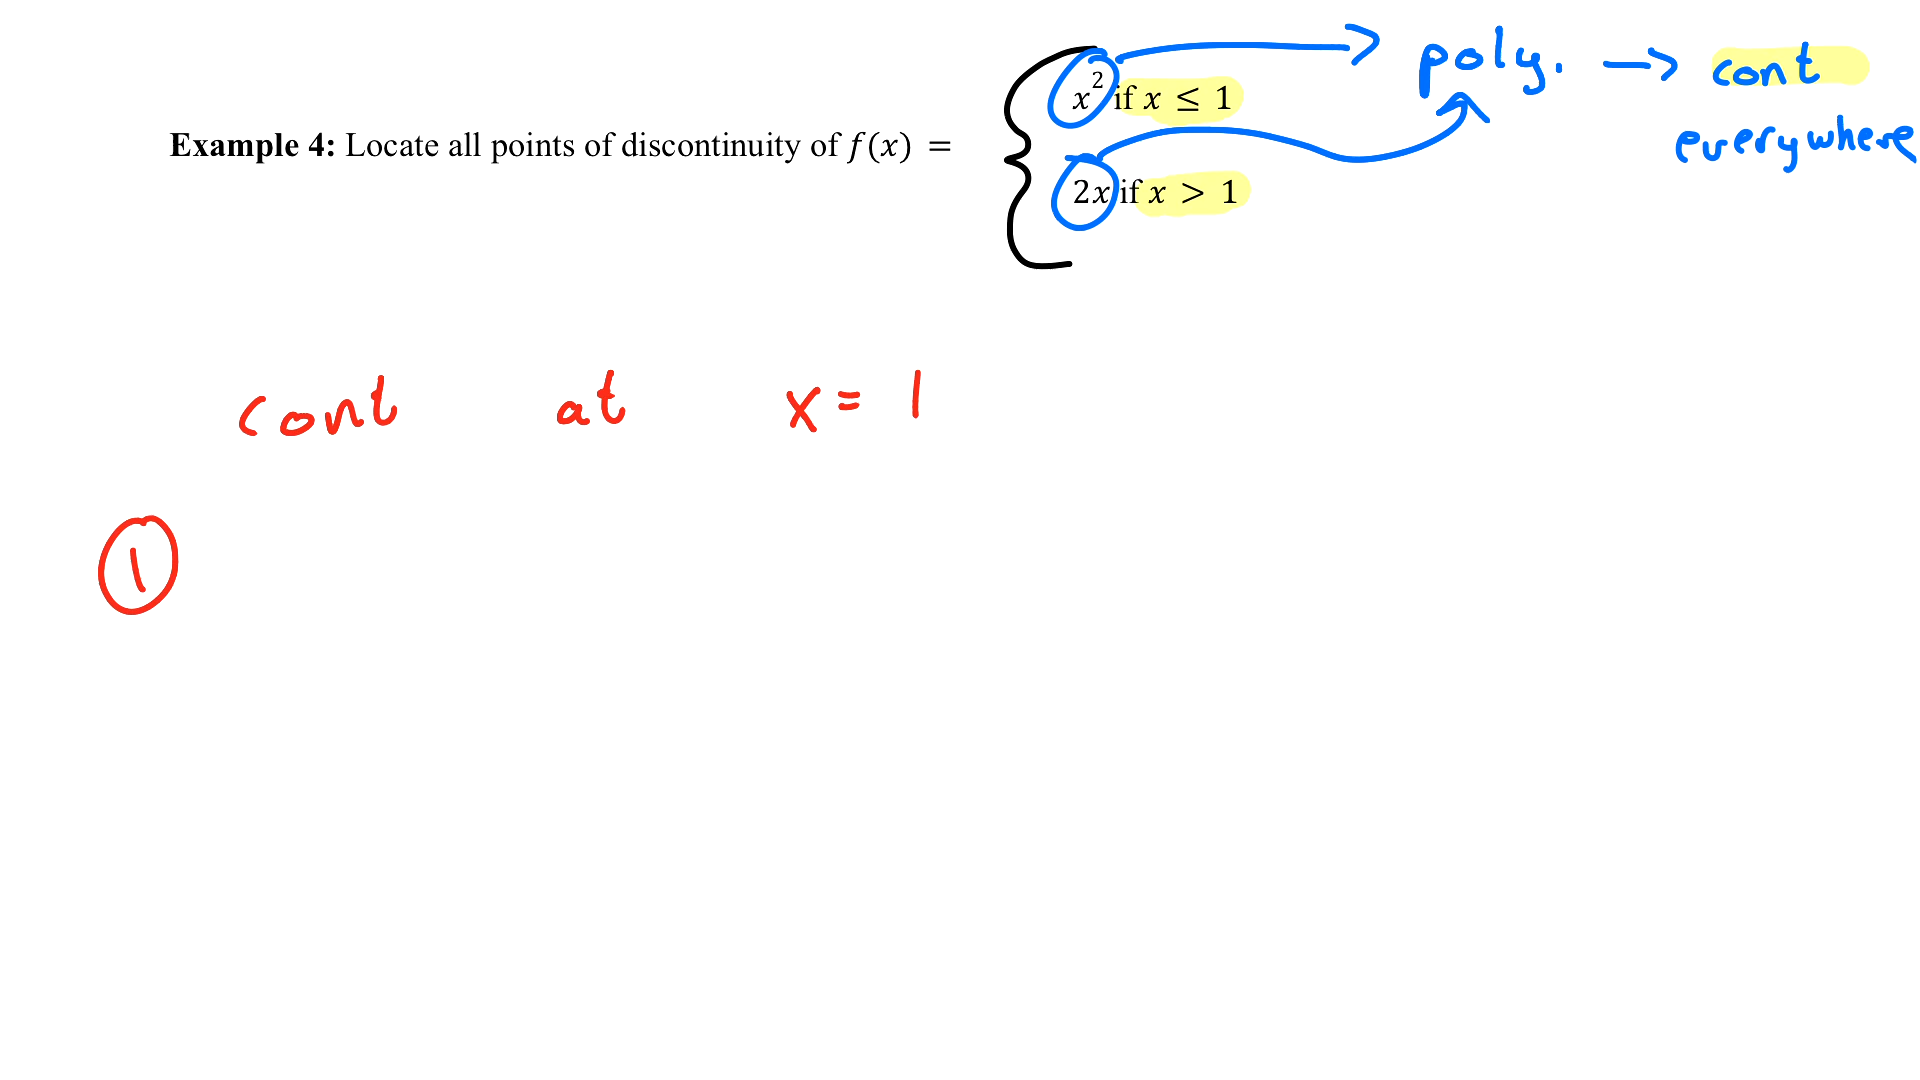 x² if x ≤ 1 → poly. → cont
Example 4: Locate all points of discontinuity of f(x) = {
everywhere
2x if x > 1
cont at x = 1
①